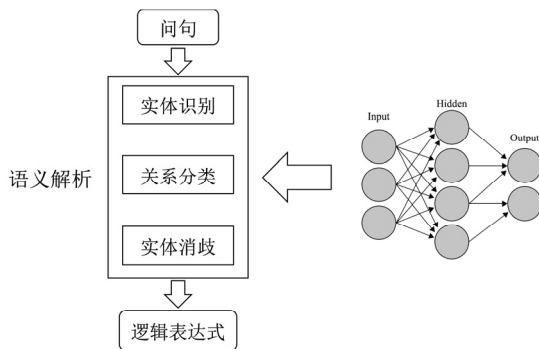 问句
实体识别
语义解析
关系分类
实体消歧
逻辑表达式
Input
Hidden
Output